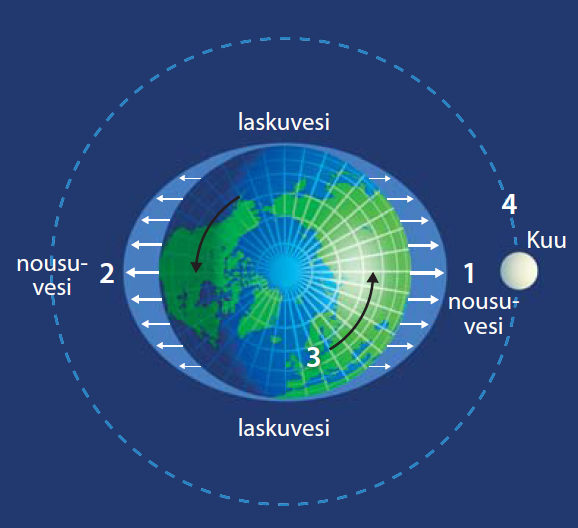 laskuvesi
4
Kuu
nousu-
vesi
2
1
nousu-
vesi
3
laskuvesi